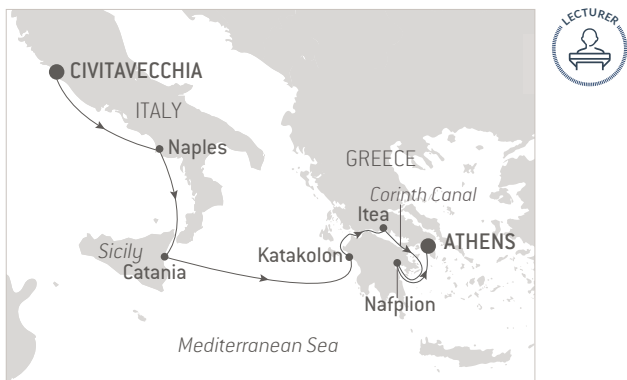 LECTURER
CIVITAVECCHIA
ITALY
Naples
GREECE
Corinth Canal
Itea
ATHENS
Sicily
Catania
Katakolon
Nafplion
Mediterranean Sea